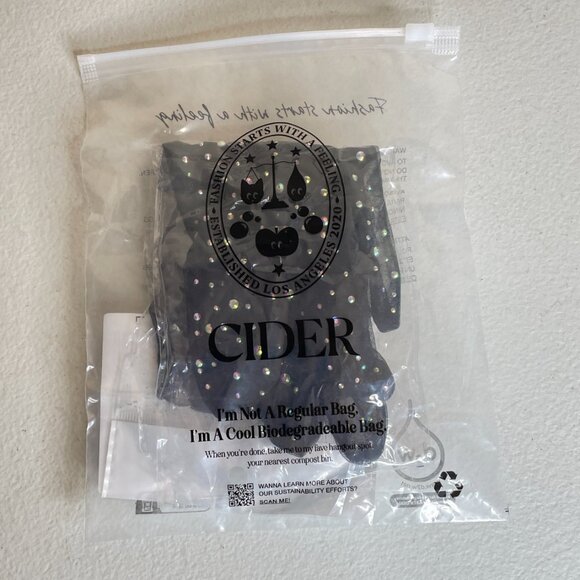 Fashion starts with a feeling
• FASHION STARTS WITH A FEELING •
ESTABLISHED LOS ANGELES 2020
CIDER
I'm Not A Regular Bag,
I'm A Cool Biodegradeable Bag.
When you're done, take me to my fave hangout spot,
your nearest compost bin.
WANNA LEARN MORE ABOUT
OUR SUSTAINABILITY EFFORTS?
SCAN ME!